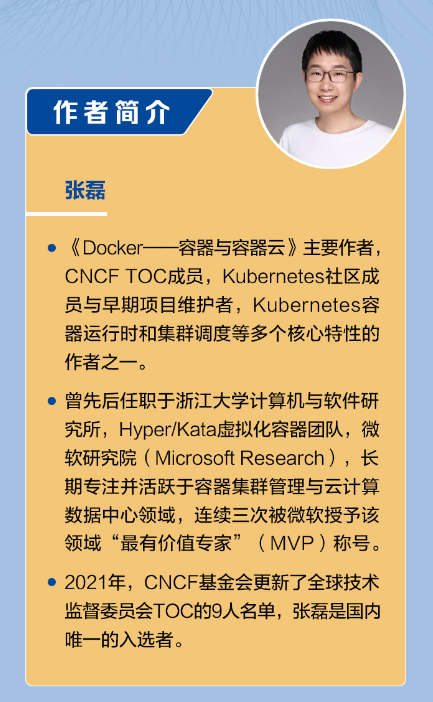 作者简介
张磊
《Docker——容器与容器云》主要作者，
CNCF TOC成员，Kubernetes社区成
员与早期项目维护者，Kubernetes容
器运行时和集群调度等多个核心特性的
作者之一。
曾先后任职于浙江大学计算机与软件研
究所，Hyper/Kata虚拟化容器团队，微
软研究院（Microsoft Research），长
期专注并活跃于容器集群管理与云计算
数据中心领域，连续三次被微软授予该
领域“最有价值专家”（MVP）称号。
2021年，CNCF基金会更新了全球技术
监督委员会TOC的9人名单，张磊是国内
唯一的入选者。